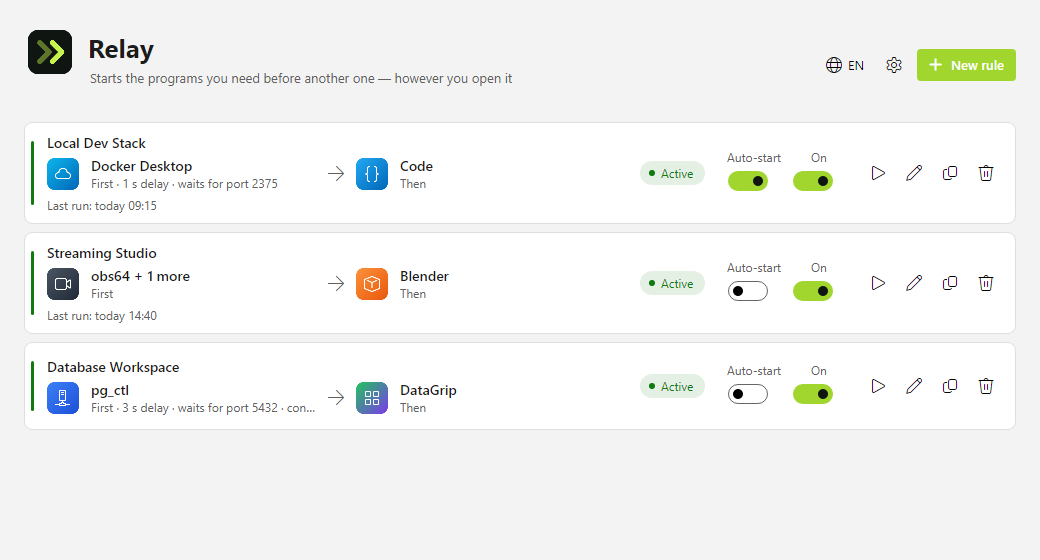 Relay
Starts the programs you need before another one — however you open it
EN
New rule
Local Dev Stack
Docker Desktop
First · 1 s delay · waits for port 2375
Last run: today 09:15
Code
Then
Active
Auto-start
On
Streaming Studio
obs64 + 1 more
First
Last run: today 14:40
Blender
Then
Active
Auto-start
On
Database Workspace
pg_ctl
First · 3 s delay · waits for port 5432 · con...
DataGrip
Then
Active
Auto-start
On